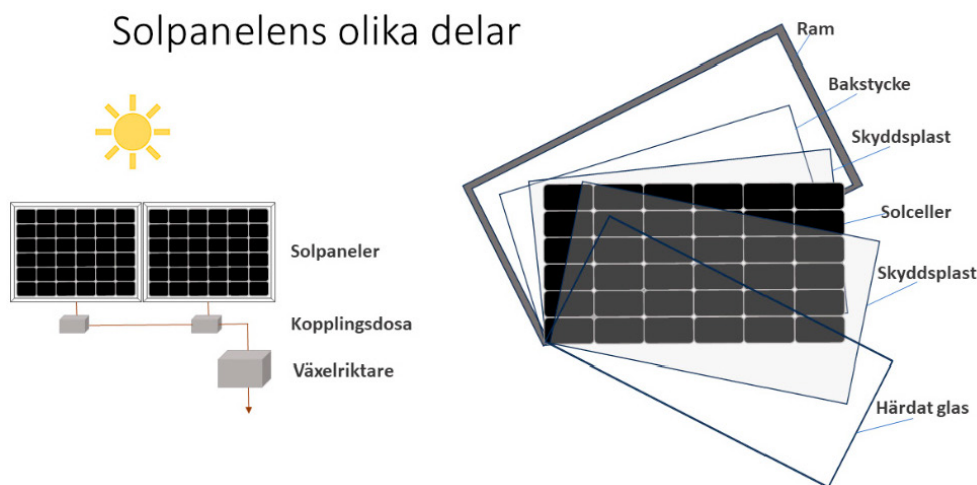 Solpanelens olika delar
Solpaneler
Kopplingsdosa
Växelriktare
Ram
Bakstycke
Skyddsplast
Solceller
Skyddsplast
Härdat glas